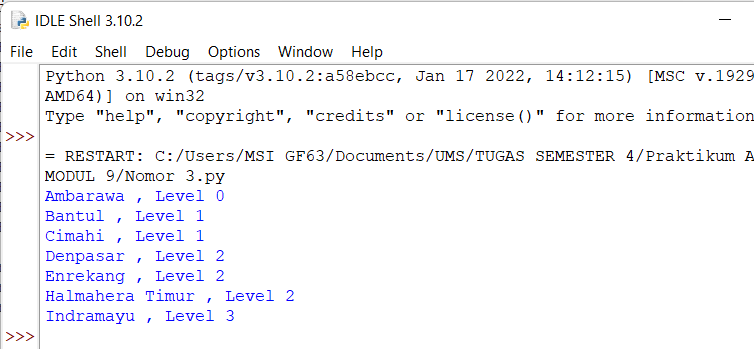 IDLE Shell 3.10.2
File Edit Shell Debug Options Window Help
Python 3.10.2 (tags/v3.10.2:a58ebcc, Jan 17 2022, 14:12:15) [MSC v.1929
AMD64)] on win32
Type "help", "copyright", "credits" or "license()" for more information
>>>
= RESTART: C:/Users/MSI GF63/Documents/UMS/TUGAS SEMESTER 4/Praktikum A
MODUL 9/Nomor 3.py
Ambarawa , Level 0
Bantul , Level 1
Cimahi , Level 1
Denpasar , Level 2
Enrekang , Level 2
Halmahera Timur , Level 2
Indramayu , Level 3
>>>